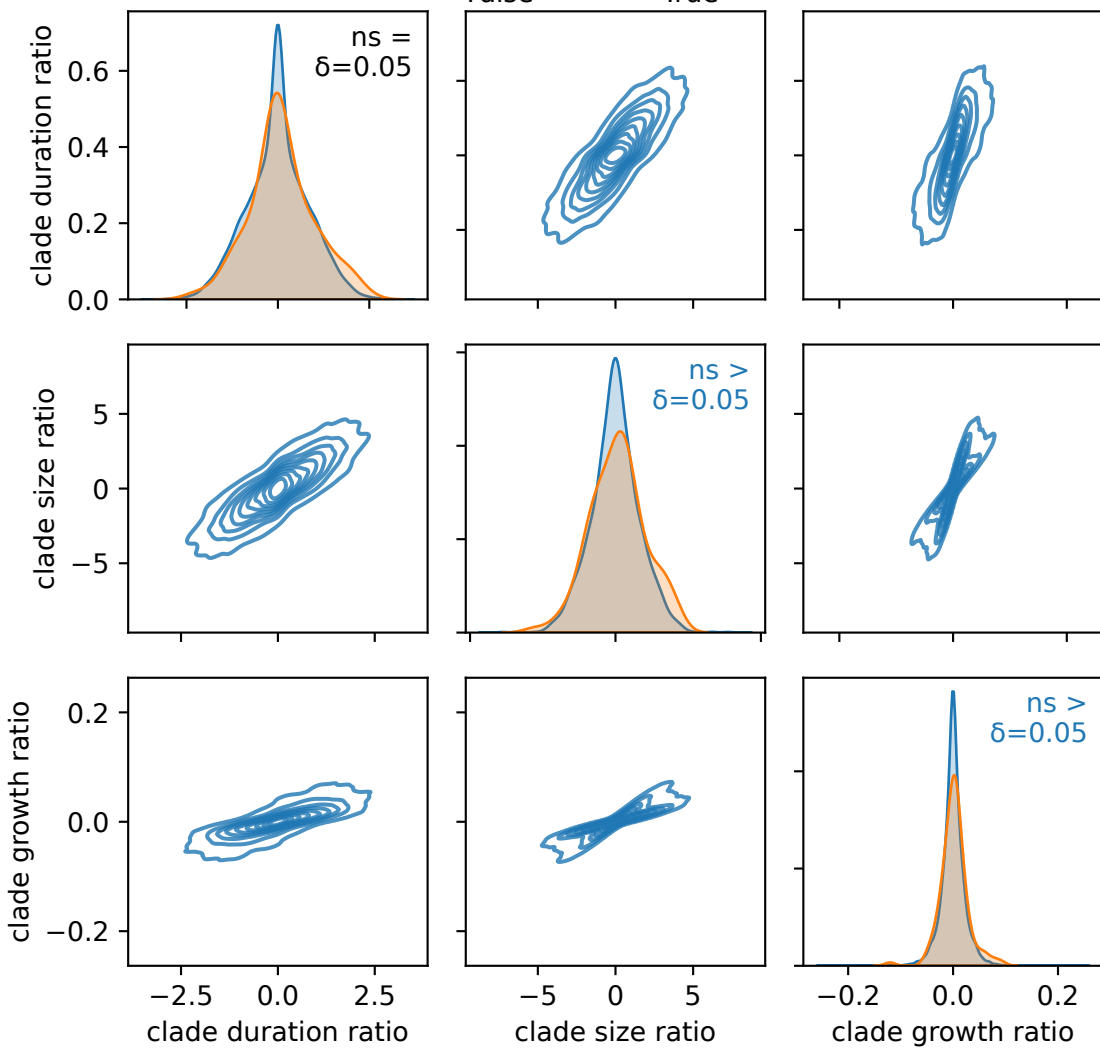 clade duration ratio
0.6
0.4
0.2
0.0
ns =
δ=0.05
clade size ratio
5
0
−5
ns >
δ=0.05
clade growth ratio
0.2
0.0
−0.2
ns >
δ=0.05
−2.5 0.0 2.5
−5 0 5
−0.2 0.0 0.2
clade duration ratio
clade size ratio
clade growth ratio